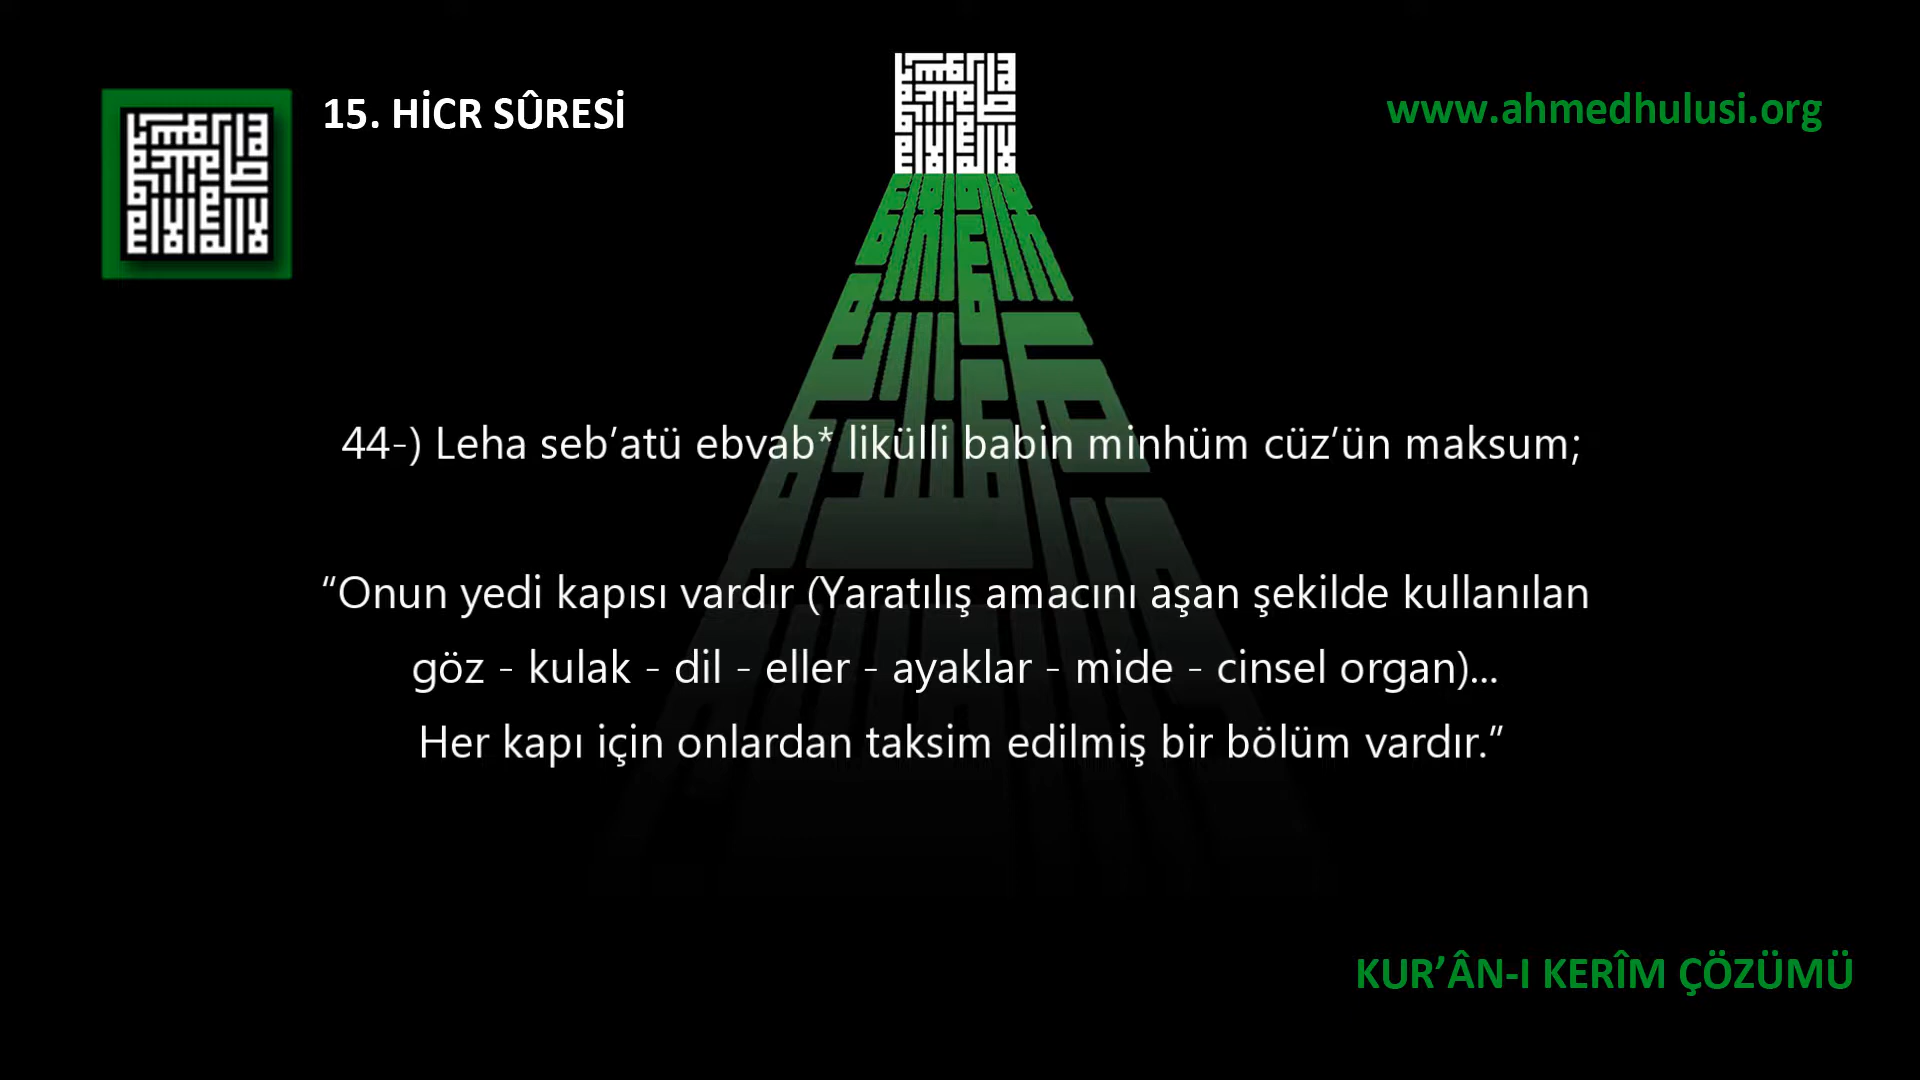 15. HİCR SÛRESİ
www.ahmedhulusi.org
44-) Leha seb’atü ebvab* likülli babin minhüm cüz’ün maksum;
“Onun yedi kapısı vardır (Yaratılış amacını aşan şekilde kullanılan
göz - kulak - dil - eller - ayaklar - mide - cinsel organ)...
Her kapı için onlardan taksim edilmiş bir bölüm vardır.”
KUR’ÂN-I KERÎM ÇÖZÜMÜ